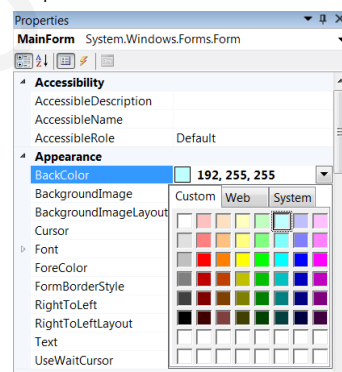 Properties
MainForm System.Windows.Forms.Form
Accessibility
AccessibleDescription
AccessibleName
AccessibleRole Default
Appearance
BackColor 192, 255, 255
BackgroundImage Custom Web System
BackgroundImageLayout
Cursor
Font
ForeColor
FormBorderStyle
RightToLeft
RightToLeftLayout
Text
UseWaitCursor